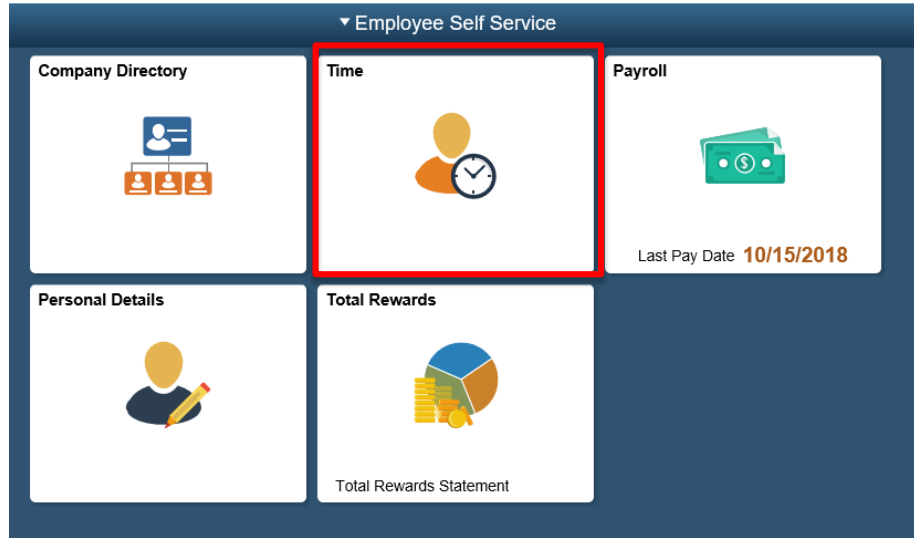 Employee Self Service
Company Directory
Time
Payroll
$
Last Pay Date 10/15/2018
Personal Details
Total Rewards
Total Rewards Statement